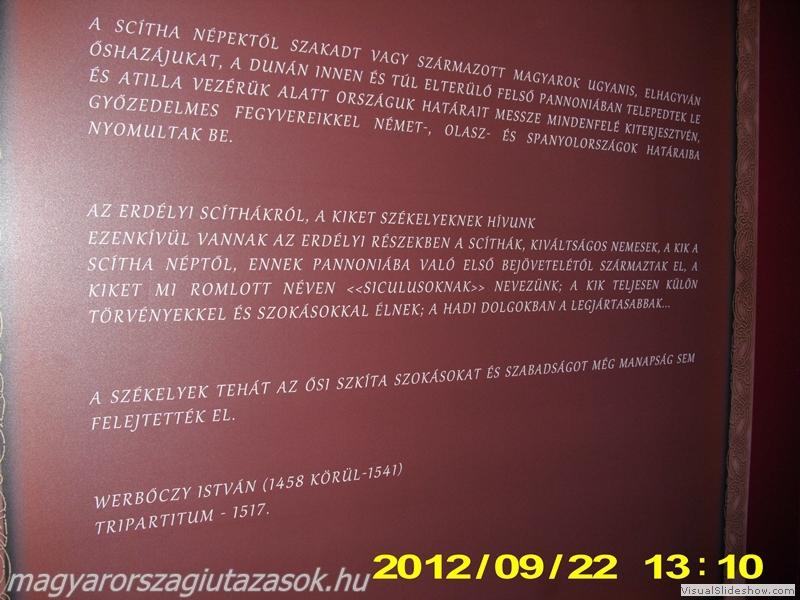 A SCÍTHA NÉPEKTŐL SZAKADT VAGY SZÁRMAZOTT MAGYAROK UGYANIS, ELHAGYVÁN
ŐSHAZÁJUKAT, A DUNÁN INNEN ÉS TÚL ELTERÜLŐ FELSŐ PANNONIÁBAN TELEPEDTEK LE
ÉS ATILLA VEZÉRÜK ALATT ORSZÁGUK HATÁRAIT MESSZE MINDENFELÉ KITERJESZTVÉN,
GYŐZEDELMES FEGYVEREIKKEL NÉMET-, OLASZ- ÉS SPANYOLORSZÁGOK HATÁRAIBA
NYOMULTAK BE.
AZ ERDÉLYI SCÍTHÁKRÓL, A KIKET SZÉKELYEKNEK HÍVUNK
EZENKÍVÜL VANNAK AZ ERDÉLYI RÉSZEKBEN A SCÍTHÁK, KIVÁLTSÁGOS NEMESEK, A KIK A
SCÍTHA NÉPTŐL, ENNEK PANNONIÁBA VALÓ ELSŐ BEJÖVETELÉTŐL SZÁRMAZTAK EL, A
KIKET MI ROMLOTT NÉVEN <<SICULUSOKNAK>> NEVEZÜNK; A KIK TELJESEN KÜLÖN
TÖRVÉNYEKKEL ÉS SZOKÁSOKKAL ÉLNEK; A HADI DOLGOKBAN A LEGJÁRTASABBAK...
A SZÉKELYEK TEHÁT AZ ŐSI SZKÍTA SZOKÁSOKAT ÉS SZABADSÁGOT MÉG MANAPSÁG SEM
FELEJTETTÉK EL.
WERBŐCZY ISTVÁN (1458 KÖRÜL-1541)
TRIPARTITUM - 1517.
magyarorszagiutazasok.hu
2012/09/22 13:10
VisualSlideshow.com